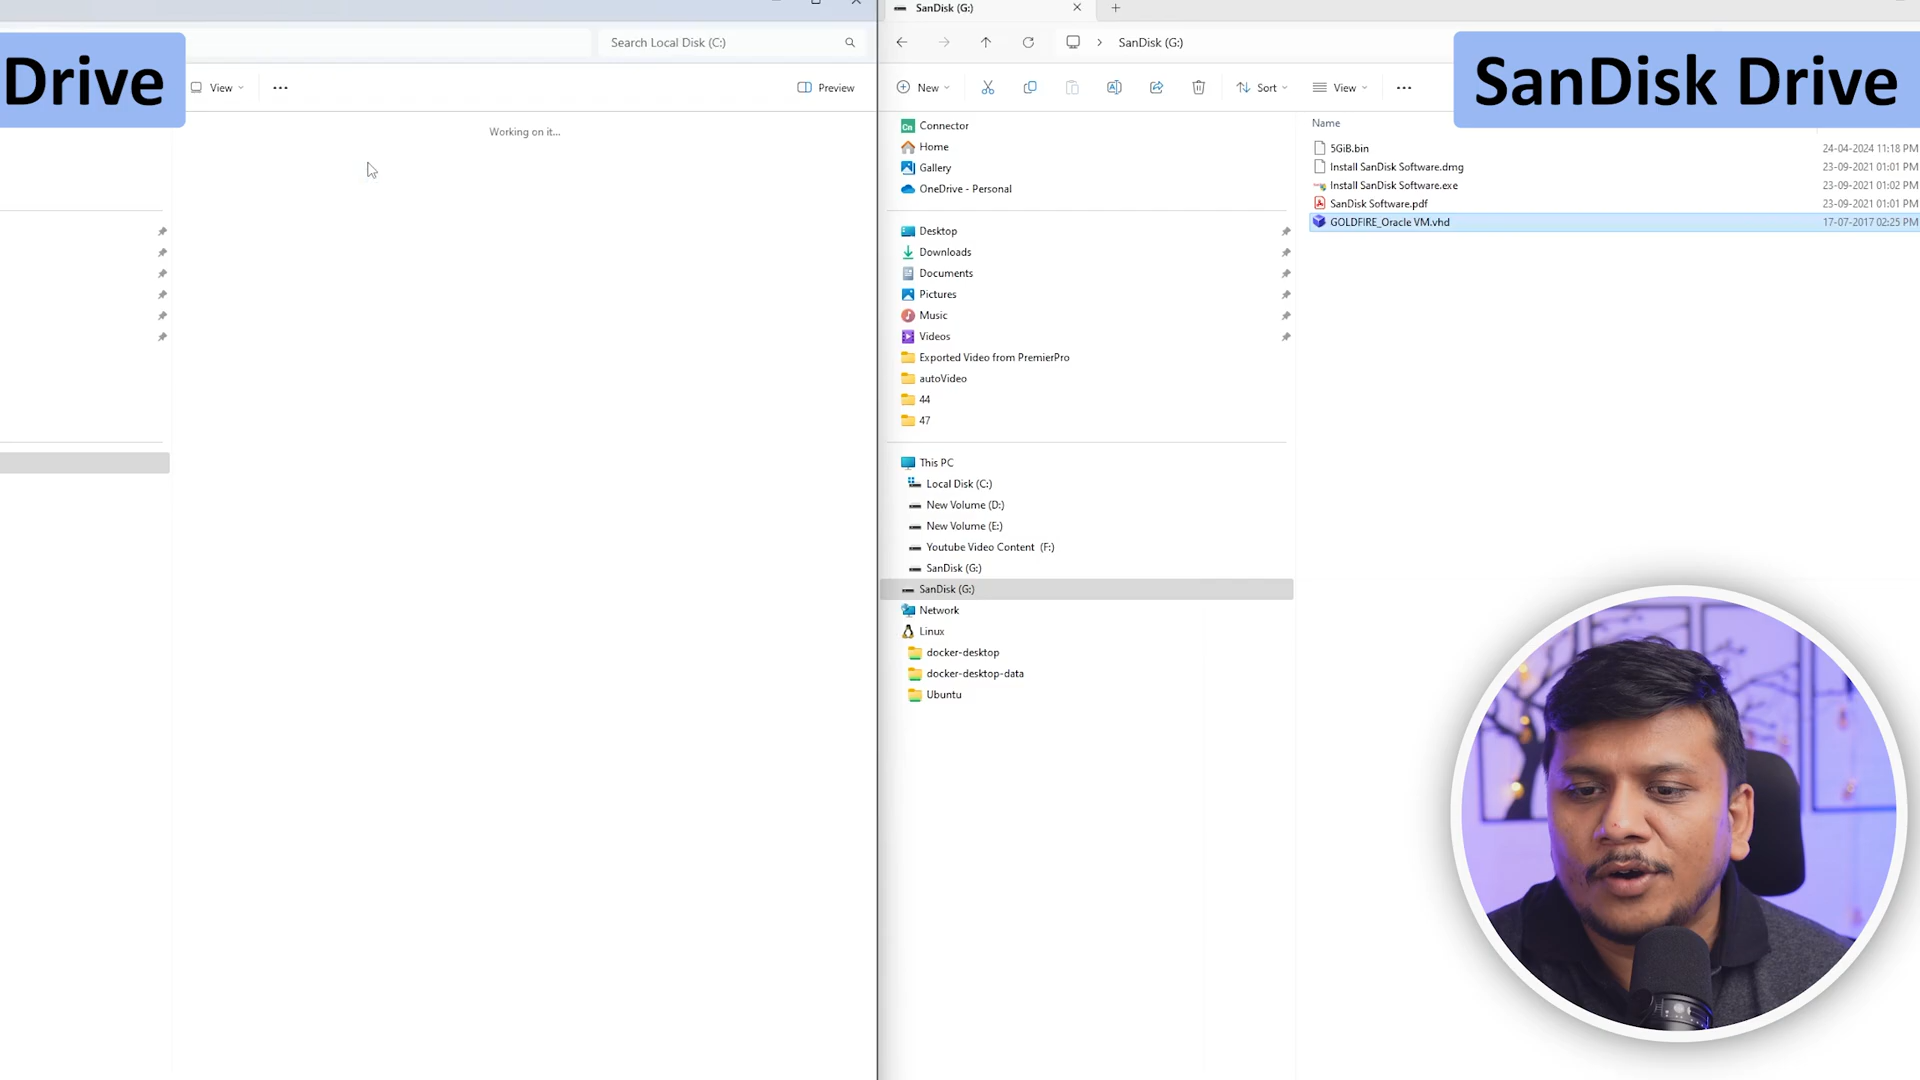 Drive
Search Local Disk (C:)
View
Preview
Working on it...
SanDisk (G:)
SanDisk (G:)
New
Sort
View
SanDisk Drive
Connector
Home
Gallery
OneDrive - Personal
Desktop
Downloads
Documents
Pictures
Music
Videos
Exported Video from PremierPro
autoVideo
44
47
This PC
Local Disk (C:)
New Volume (D:)
New Volume (E:)
Youtube Video Content (F:)
SanDisk (G:)
SanDisk (G:)
Network
Linux
docker-desktop
docker-desktop-data
Ubuntu
Name
5GiB.bin 24-04-2024 11:18 PM
Install SanDisk Software.dmg 23-09-2021 01:01 PM
Install SanDisk Software.exe 23-09-2021 01:02 PM
SanDisk Software.pdf 23-09-2021 01:01 PM
GOLDFIRE_Oracle VM.vhd 17-07-2017 02:25 PM